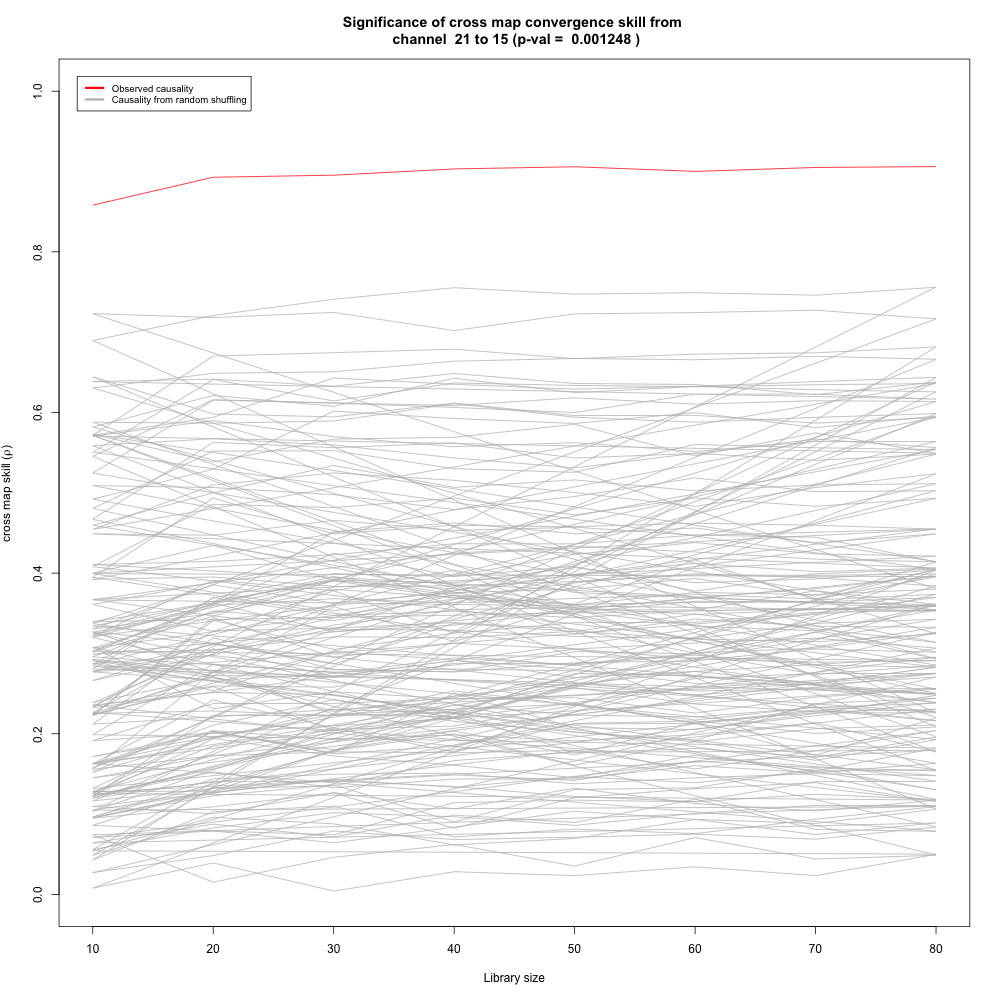 Significance of cross map convergence skill from
channel  21 to 15 (p-val =  0.001248 )
Observed causality
Causality from random shuffling
cross map skill (ρ)
1.0
0.8
0.6
0.4
0.2
0.0
10 20 30 40 50 60 70 80
Library size